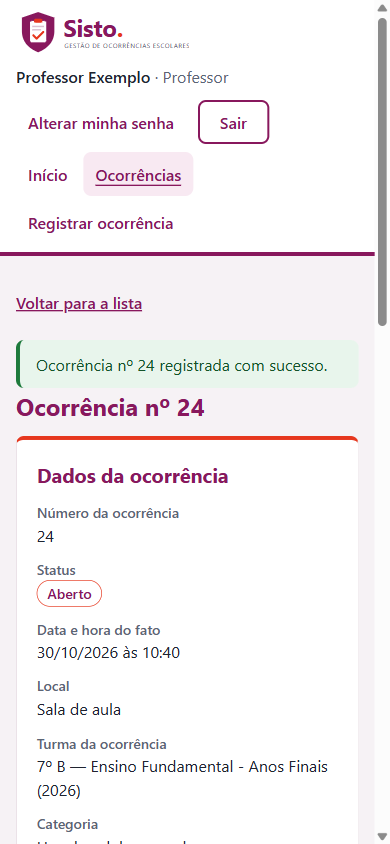 Sisto.
GESTÃO DE OCORRÊNCIAS ESCOLARES
Professor Exemplo · Professor
Alterar minha senha
Sair
Início
Ocorrências
Registrar ocorrência
Voltar para a lista
Ocorrência nº 24 registrada com sucesso.
Ocorrência nº 24
Dados da ocorrência
Número da ocorrência
24
Status
Aberto
Data e hora do fato
30/10/2026 às 10:40
Local
Sala de aula
Turma da ocorrência
7º B — Ensino Fundamental - Anos Finais
(2026)
Categoria